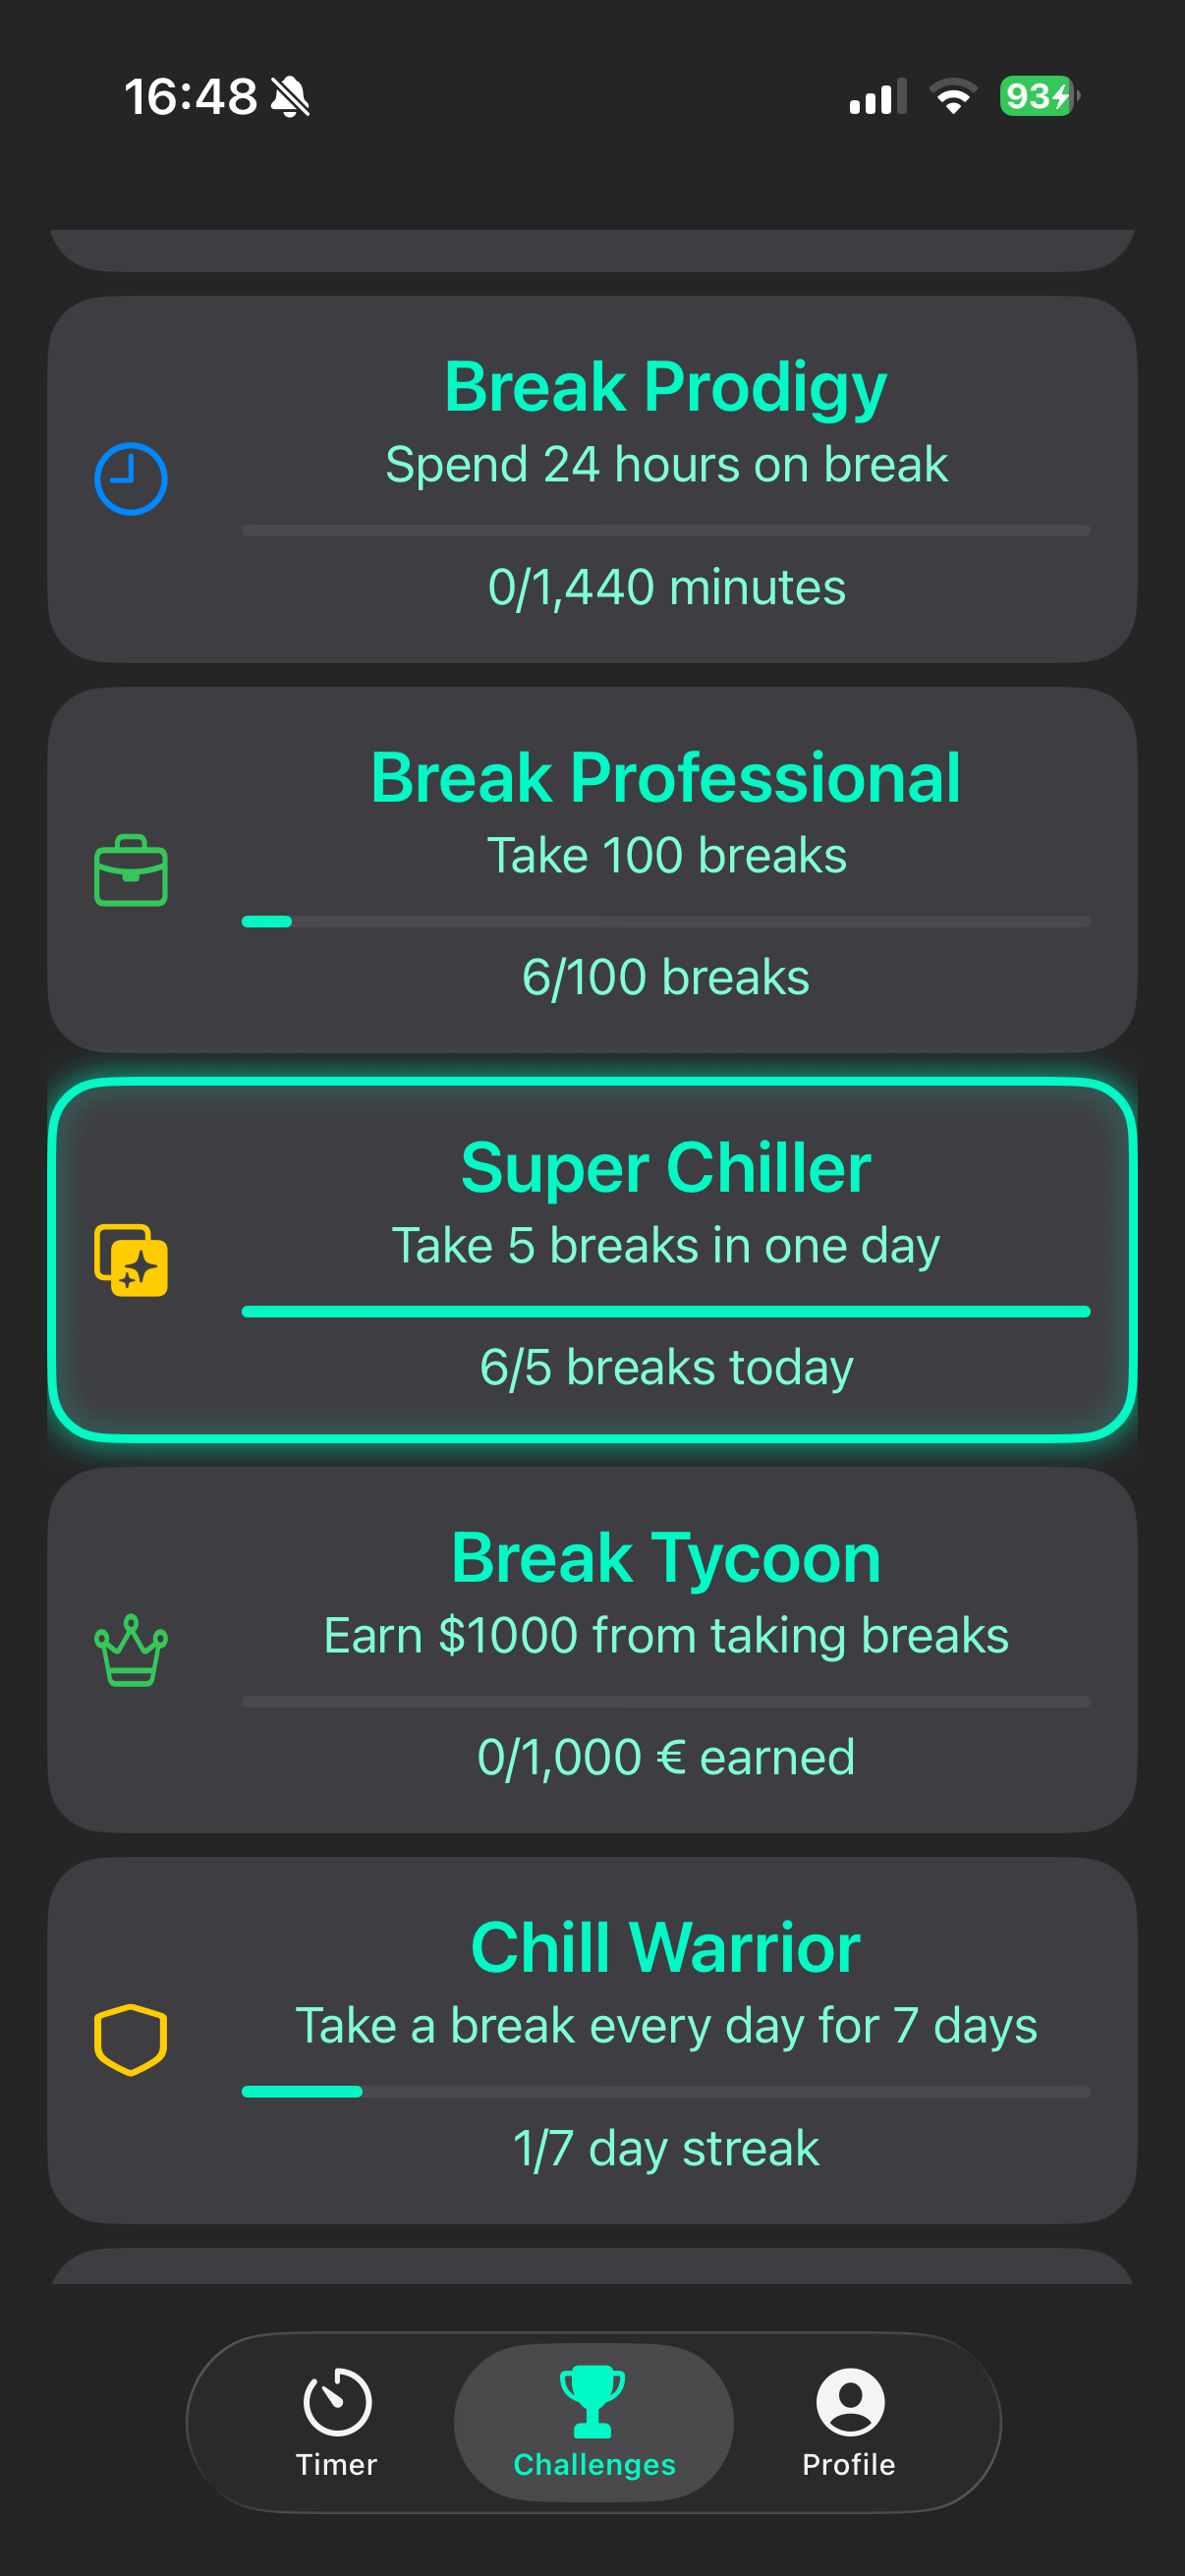 16:48
93
Break Prodigy
Spend 24 hours on break
0/1,440 minutes
Break Professional
Take 100 breaks
6/100 breaks
Super Chiller
Take 5 breaks in one day
6/5 breaks today
Break Tycoon
Earn $1000 from taking breaks
0/1,000 € earned
Chill Warrior
Take a break every day for 7 days
1/7 day streak
Timer
Challenges
Profile